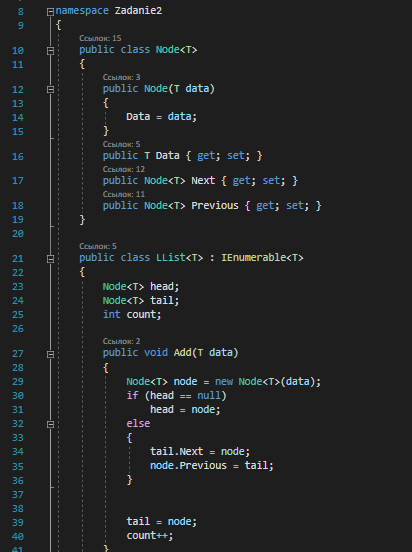 8 namespace Zadanie2
9 {
Ссылок: 15
10 public class Node<T>
11 {
Ссылок: 3
12 public Node(T data)
13 {
14 Data = data;
15 }
Ссылок: 5
16 public T Data { get; set; }
Ссылок: 12
17 public Node<T> Next { get; set; }
Ссылок: 11
18 public Node<T> Previous { get; set; }
19 }
20
Ссылок: 5
21 public class LList<T> : IEnumerable<T>
22 {
23 Node<T> head;
24 Node<T> tail;
25 int count;
26
Ссылок: 2
27 public void Add(T data)
28 {
29 Node<T> node = new Node<T>(data);
30 if (head == null)
31 head = node;
32 else
33 {
34 tail.Next = node;
35 node.Previous = tail;
36 }
37
38
39 tail = node;
40 count++;
41 }